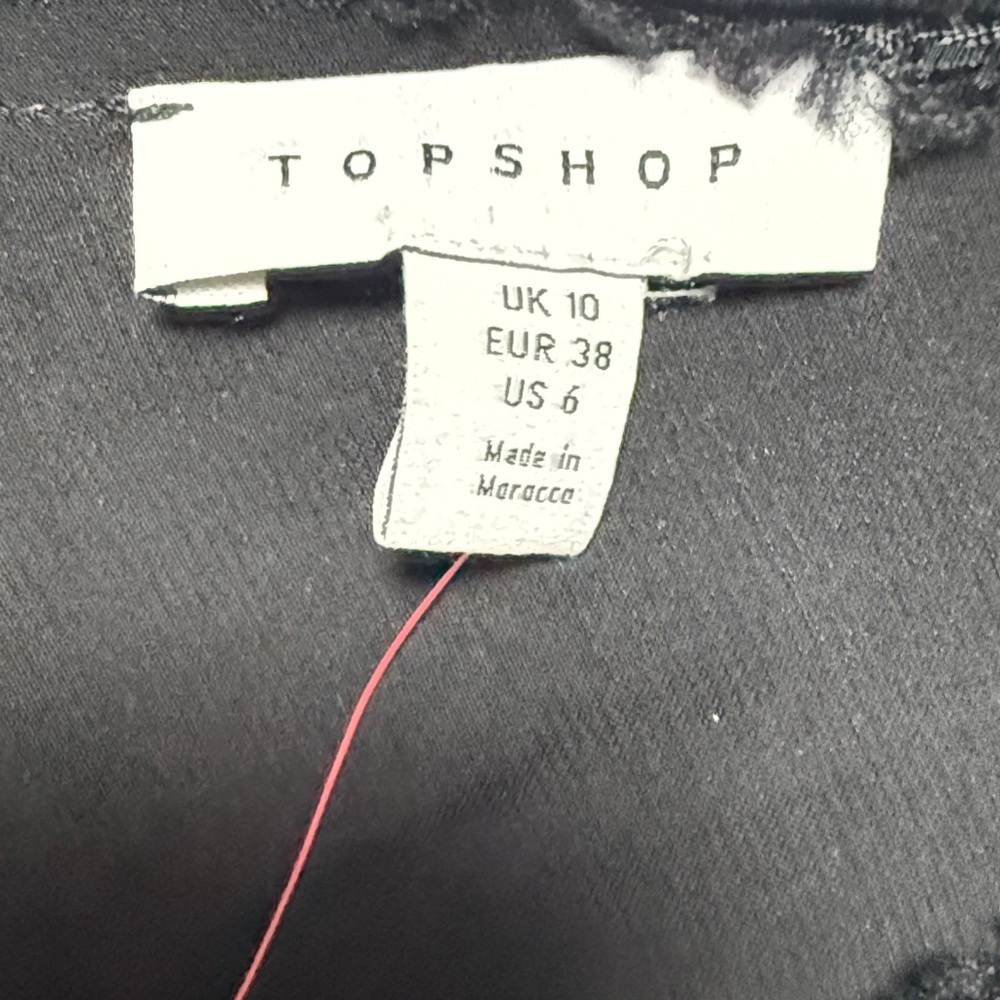 TOPSHOP
UK 10
EUR 38
US 6
Made in
Morocco